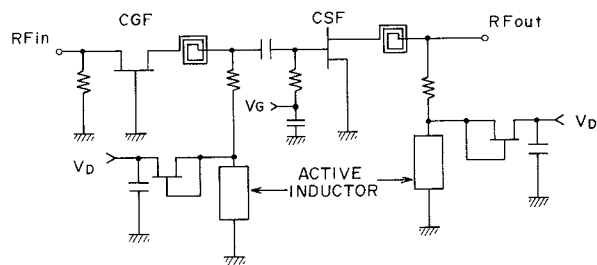 CGF
CSF
RFin
RFout
VG
VD
VD
ACTIVE
INDUCTOR